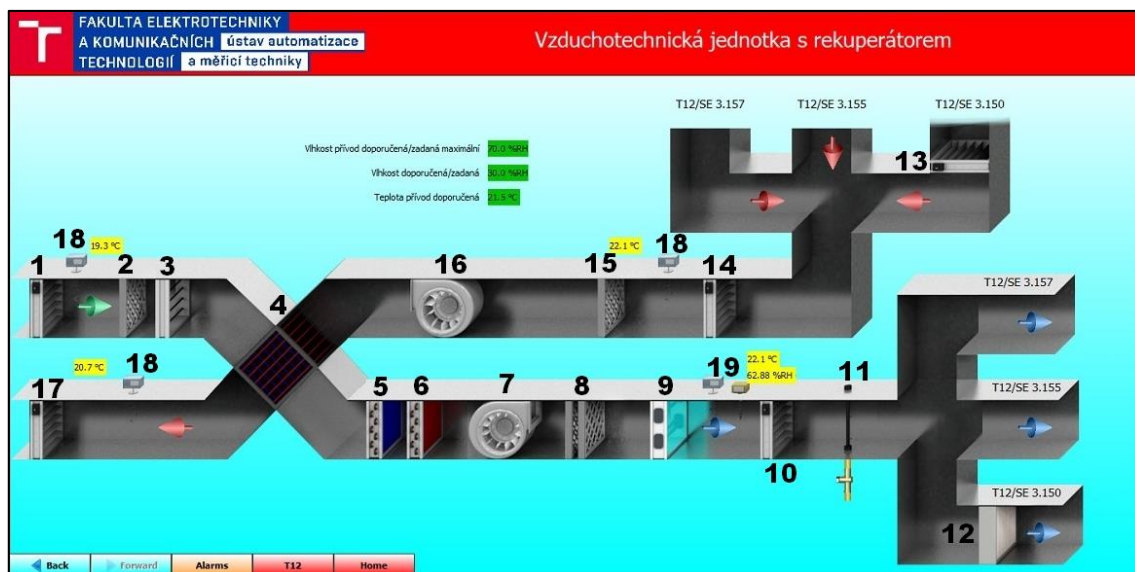 FAKULTA ELEKTROTECHNIKY
A KOMUNIKAČNÍCH ústav automatizace
TECHNOLOGIÍ a měřicí techniky
Vzduchotechnická jednotka s rekuperátorem
T12/SE 3.157 T12/SE 3.155 T12/SE 3.150
Vlhkost přívod doporučená/zadaná maximální 70.0 %RH
Vlhkost doporučená/zadaná 30.0 %RH
Teplota přívod doporučená 21.5 °C
13
18 19.3 °C 22.1 °C 18
1 2 3 16 15 14
4
T12/SE 3.157
20.7 °C 18 19 22.1 °C
62.88 %RH
17 5 6 7 8 9 11
T12/SE 3.155
10
T12/SE 3.150
12
Back Forward Alarms T12 Home